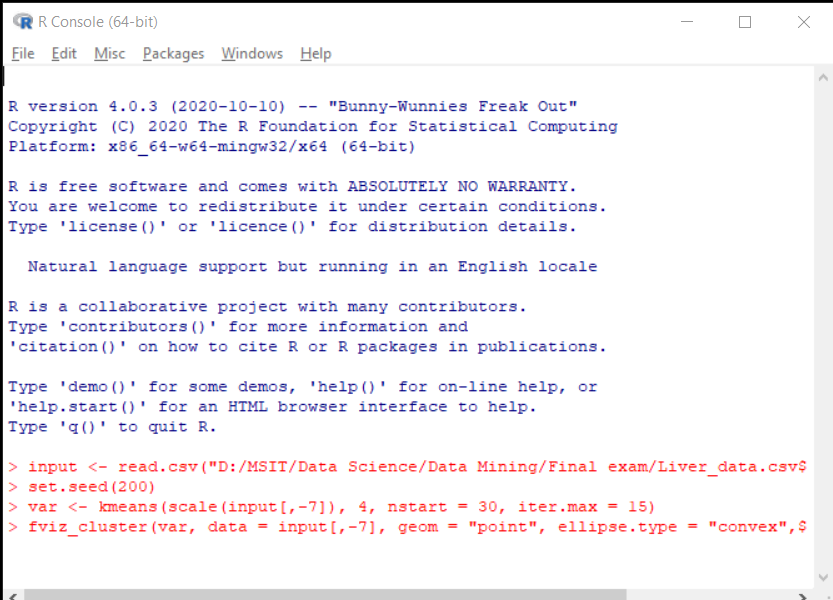 R Console (64-bit)
File Edit Misc Packages Windows Help
R version 4.0.3 (2020-10-10) -- "Bunny-Wunnies Freak Out"
Copyright (C) 2020 The R Foundation for Statistical Computing
Platform: x86_64-w64-mingw32/x64 (64-bit)
R is free software and comes with ABSOLUTELY NO WARRANTY.
You are welcome to redistribute it under certain conditions.
Type 'license()' or 'licence()' for distribution details.
Natural language support but running in an English locale
R is a collaborative project with many contributors.
Type 'contributors()' for more information and
'citation()' on how to cite R or R packages in publications.
Type 'demo()' for some demos, 'help()' for on-line help, or
'help.start()' for an HTML browser interface to help.
Type 'q()' to quit R.
> input <- read.csv("D:/MSIT/Data Science/Data Mining/Final exam/Liver_data.csv$
> set.seed(200)
> var <- kmeans(scale(input[,-7]), 4, nstart = 30, iter.max = 15)
> fviz_cluster(var, data = input[,-7], geom = "point", ellipse.type = "convex",$